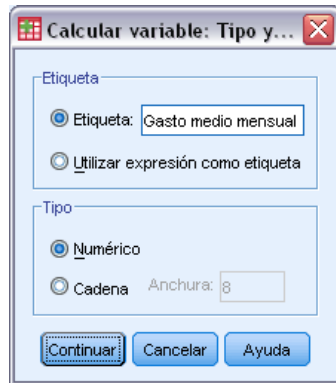 Calcular variable: Tipo y...
Etiqueta
Etiqueta: Gasto medio mensual
Utilizar expresión como etiqueta
Tipo
Numérico
Cadena Anchura: 8
Continuar Cancelar Ayuda